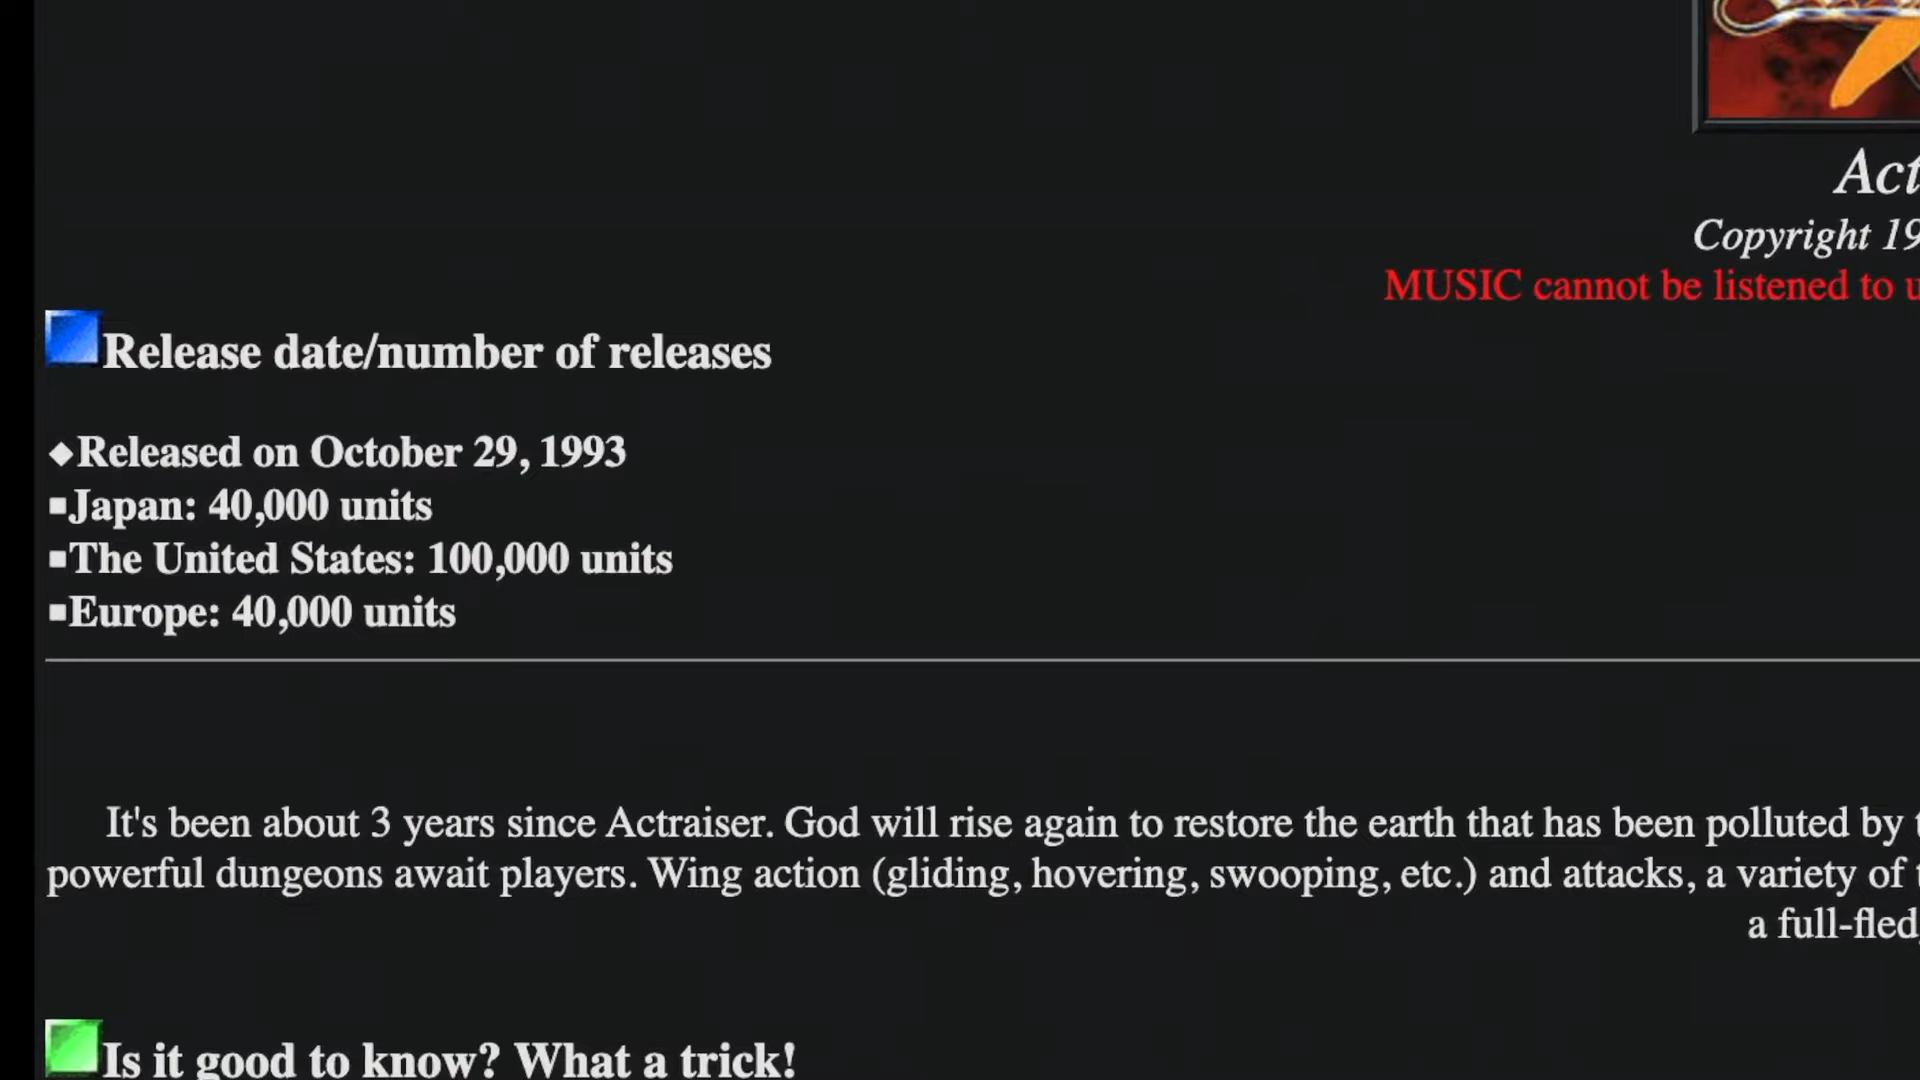 Act
Copyright 19
MUSIC cannot be listened to u
Release date/number of releases
◆Released on October 29, 1993
▪Japan: 40,000 units
▪The United States: 100,000 units
▪Europe: 40,000 units
It's been about 3 years since Actraiser. God will rise again to restore the earth that has been polluted by t
powerful dungeons await players. Wing action (gliding, hovering, swooping, etc.) and attacks, a variety of t
a full-fled
Is it good to know? What a trick!